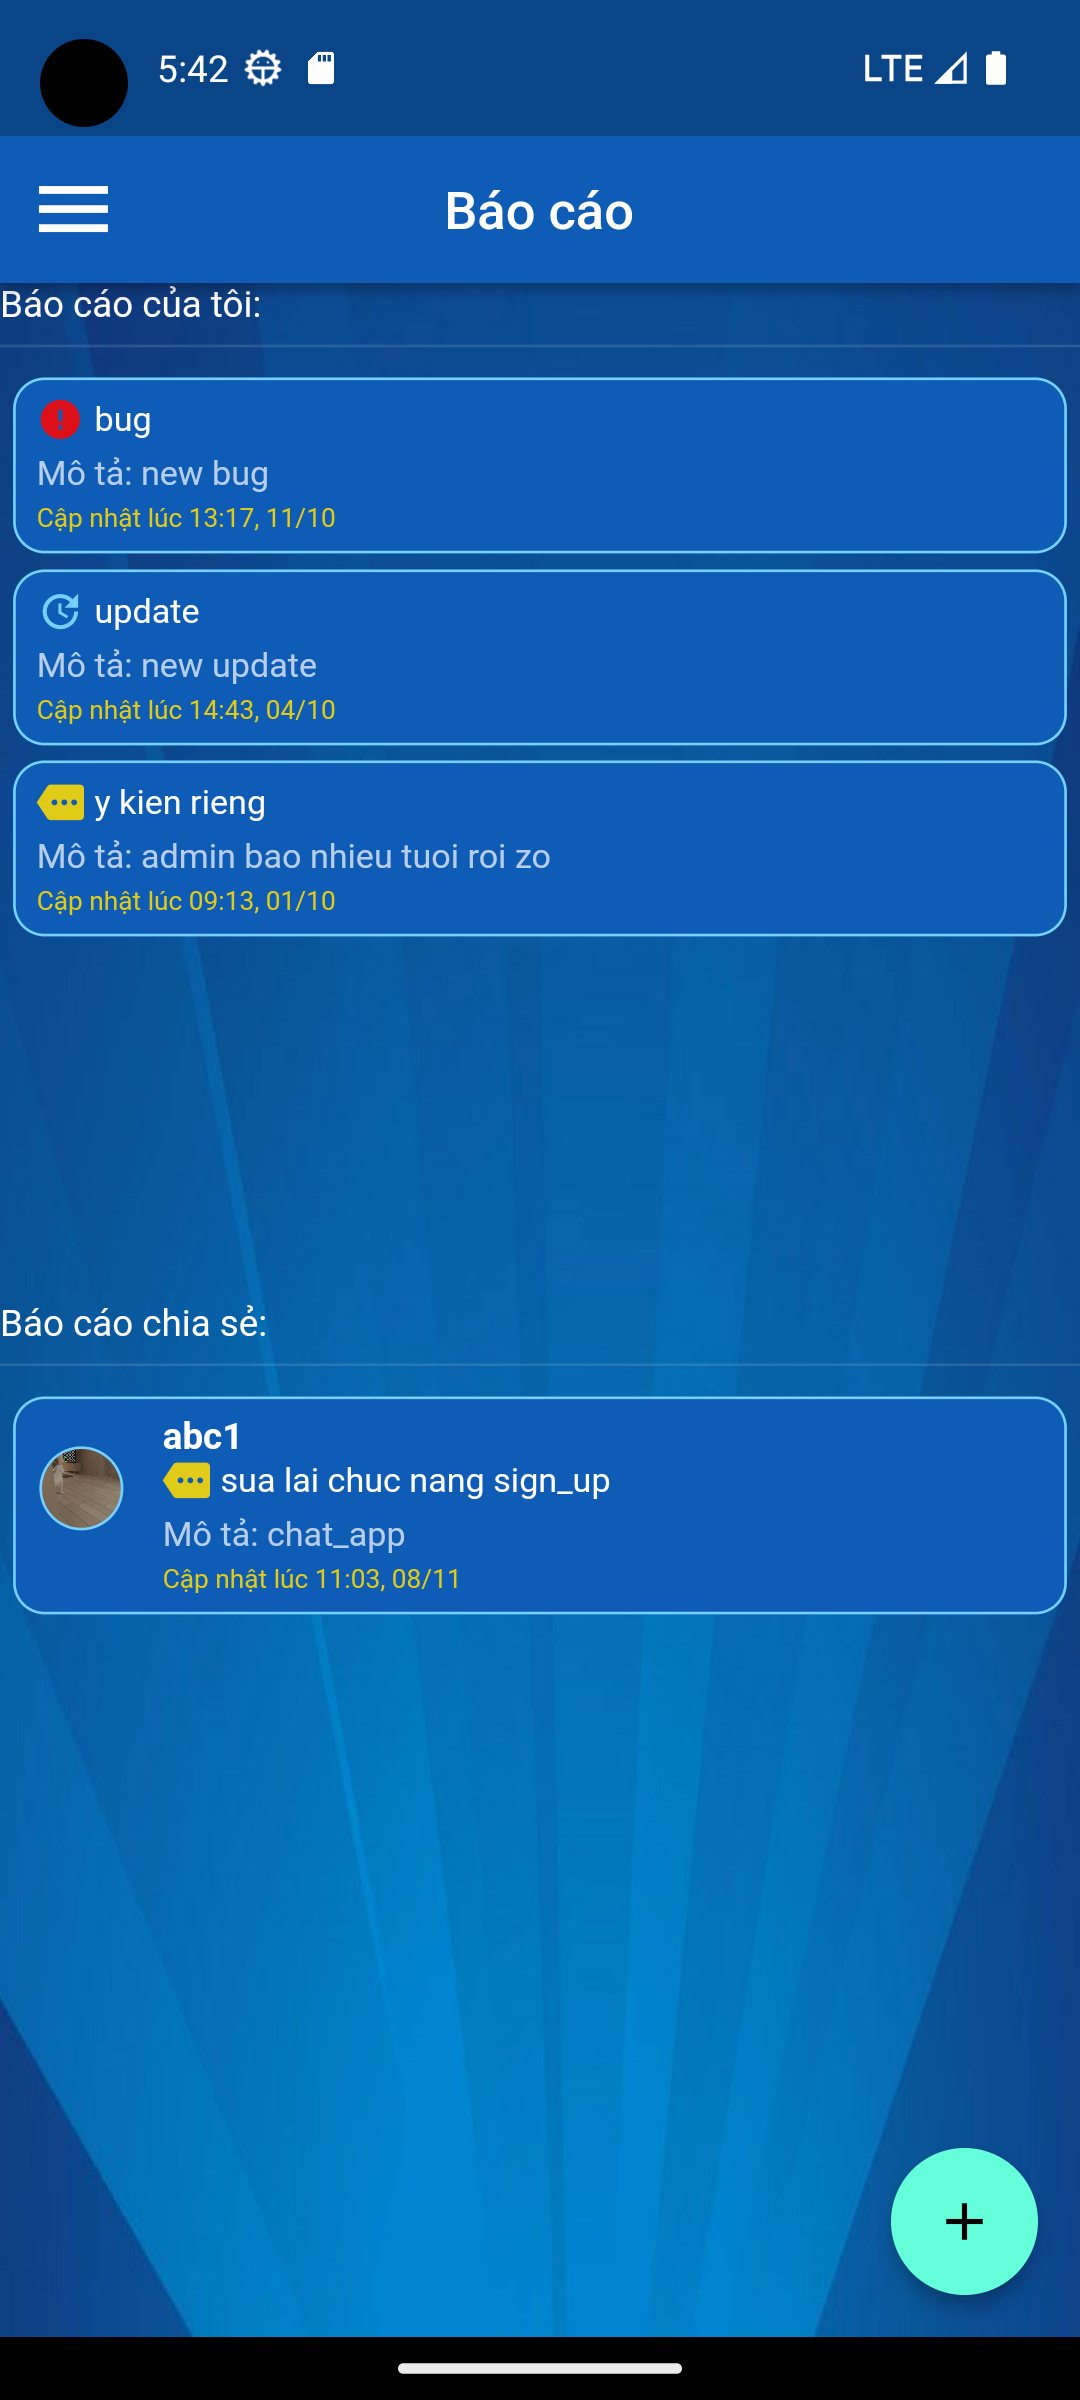 5:42
LTE
Báo cáo
Báo cáo của tôi:
bug
Mô tả: new bug
Cập nhật lúc 13:17, 11/10
update
Mô tả: new update
Cập nhật lúc 14:43, 04/10
y kien rieng
Mô tả: admin bao nhieu tuoi roi zo
Cập nhật lúc 09:13, 01/10
Báo cáo chia sẻ:
abc1
sua lai chuc nang sign_up
Mô tả: chat_app
Cập nhật lúc 11:03, 08/11